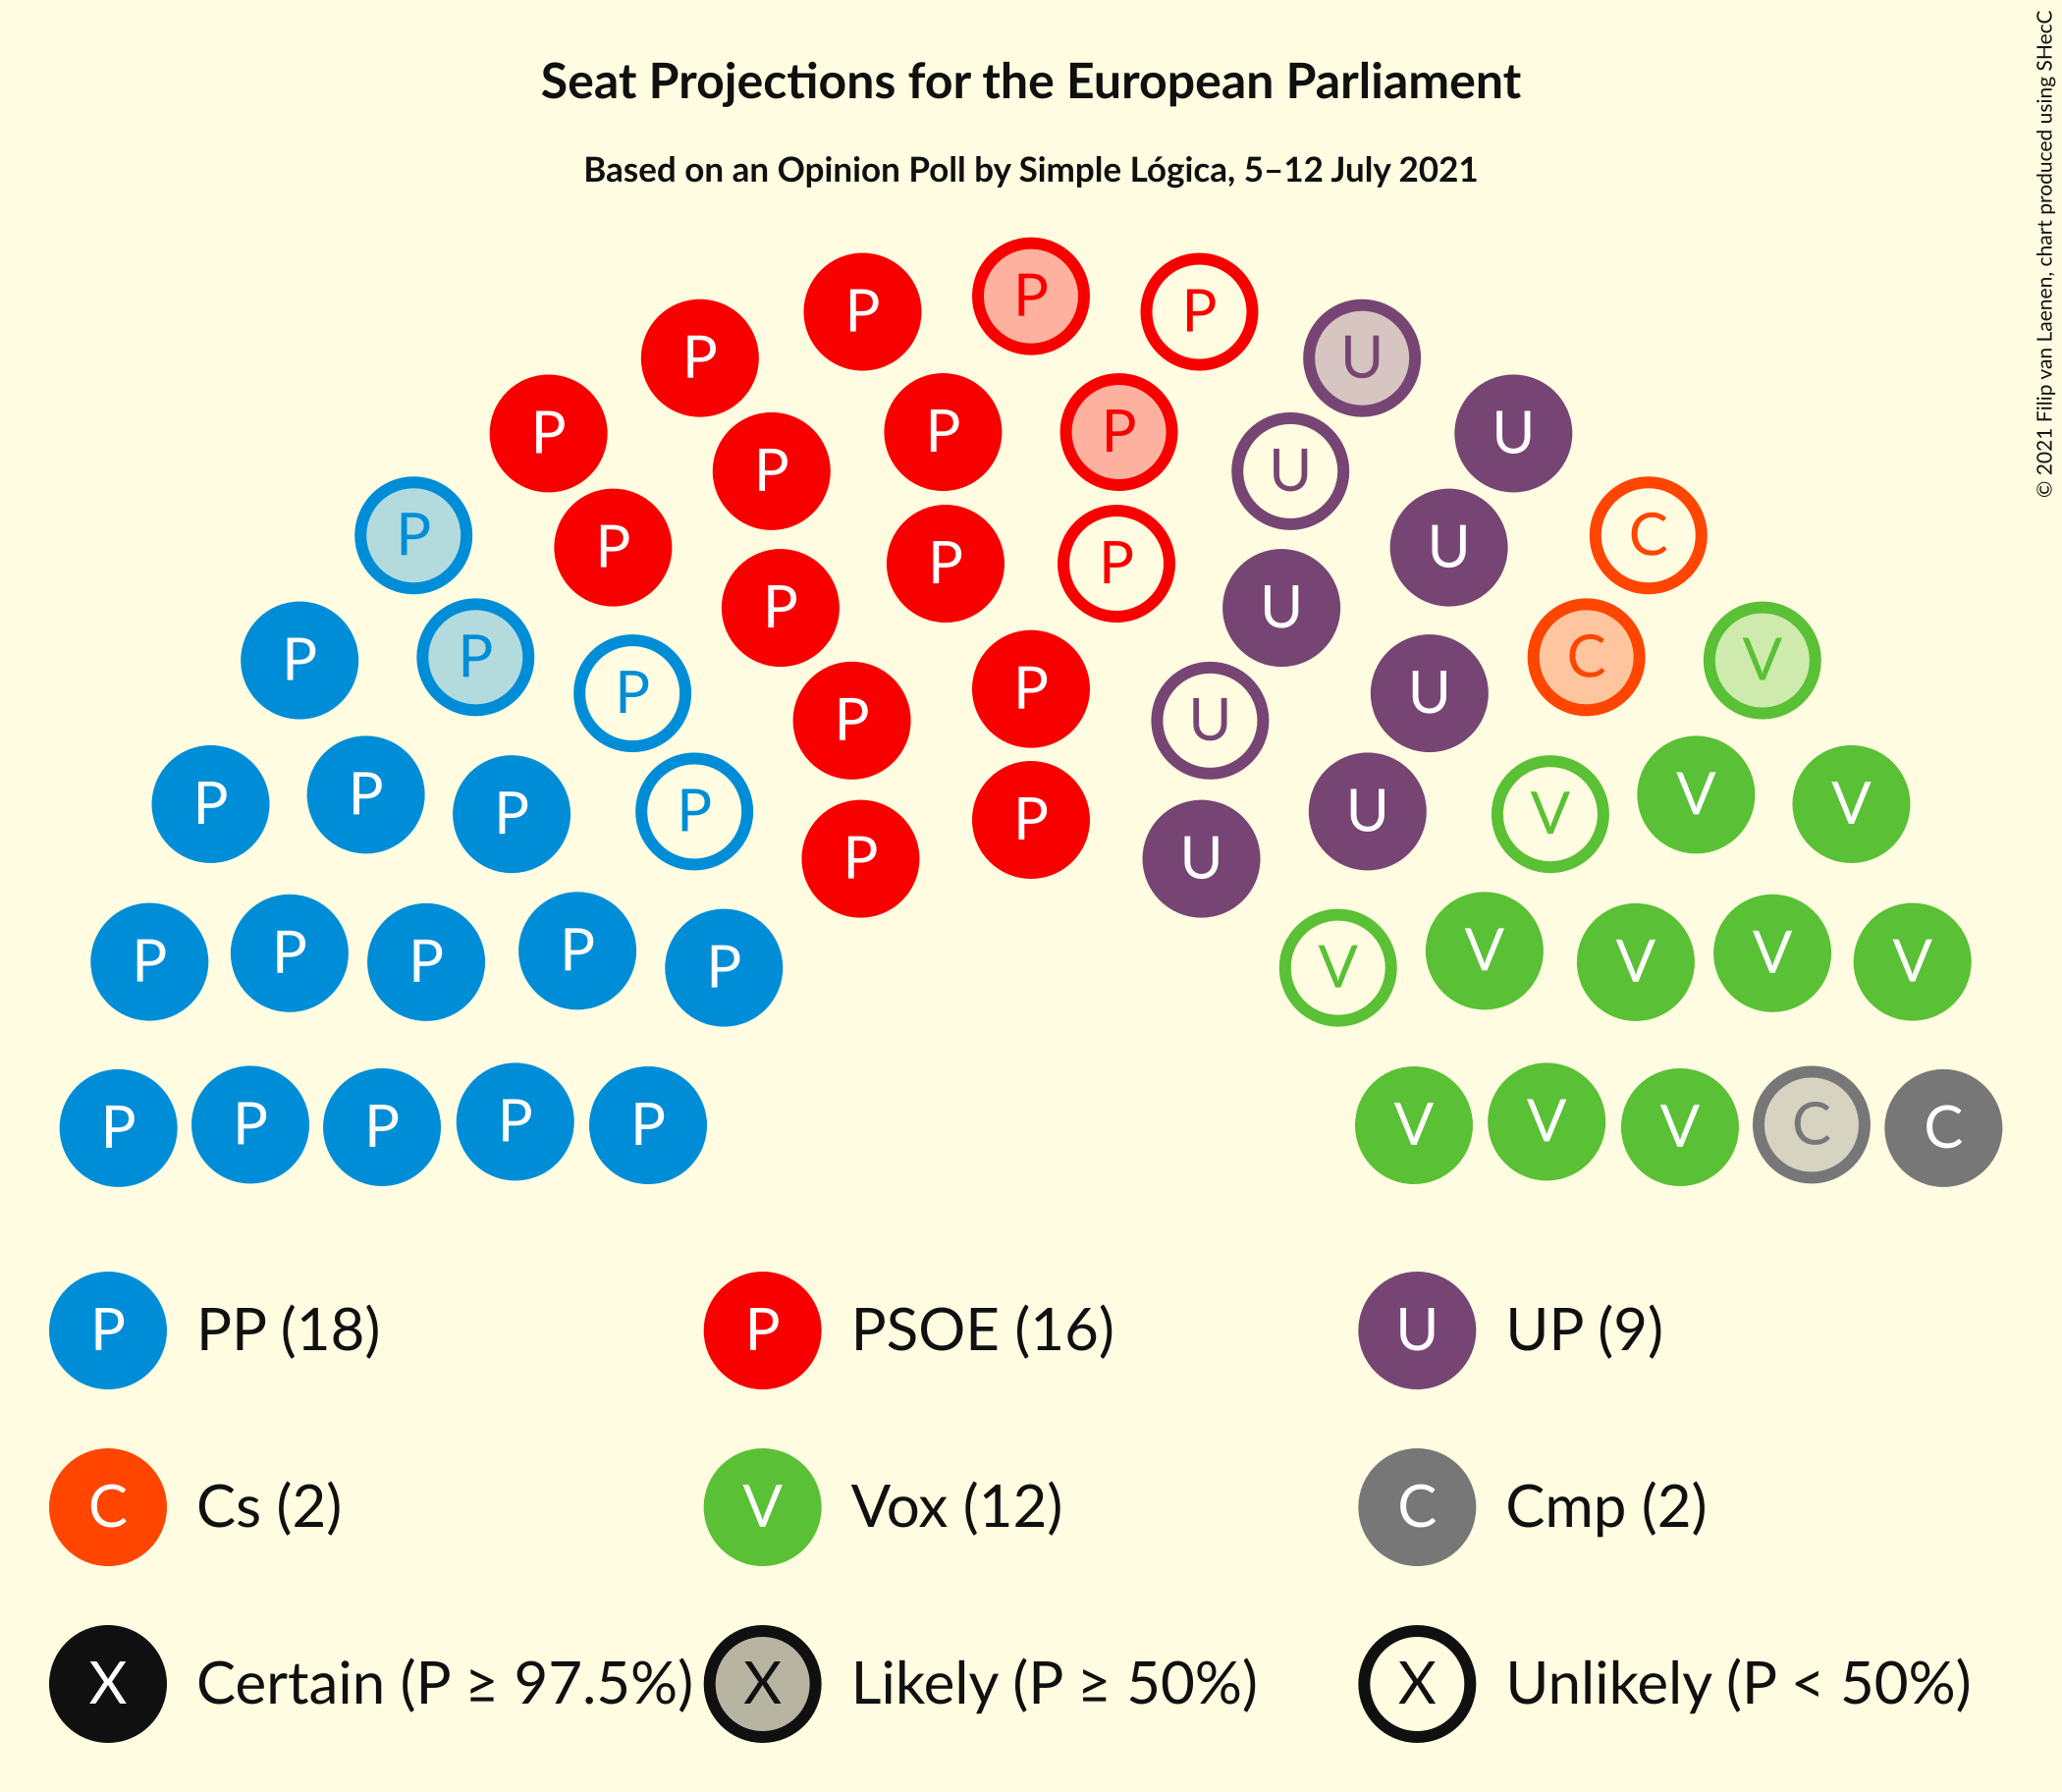 Seat Projections for the European Parliament
Based on an Opinion Poll by Simple Lógica, 5–12 July 2021
© 2021 Filip van Laenen, chart produced using SHecC
P P P
P U
P P P U
P U
P P P P U C
P U
P P P P U C V
P U
P P P P P U V V V
P U
P P P P P V V V V V
P P P P P V V V C C
P PP (18) P PSOE (16) U UP (9)
C Cs (2) V Vox (12) C Cmp (2)
X Certain (P ≥ 97.5%) X Likely (P ≥ 50%) X Unlikely (P < 50%)